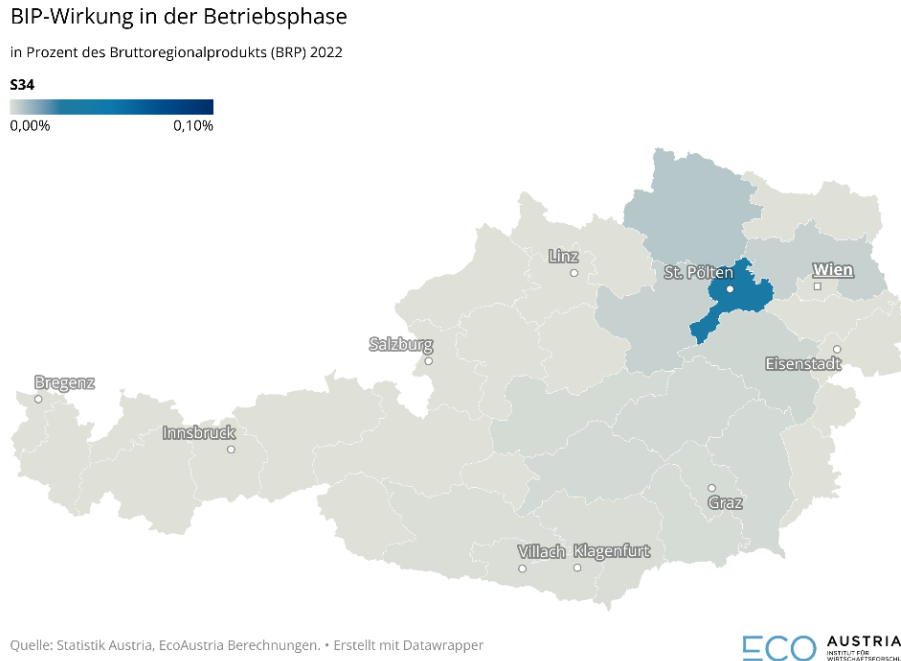 BIP-Wirkung in der Betriebsphase
in Prozent des Bruttoregionalprodukts (BRP) 2022
S34
0,00% 0,10%
Linz
St. Pölten
Wien
Salzburg
Eisenstadt
Bregenz
Innsbruck
Graz
Villach Klagenfurt
Quelle: Statistik Austria, EcoAustria Berechnungen. • Erstellt mit Datawrapper
ECO AUSTRIA
INSTITUT FÜR